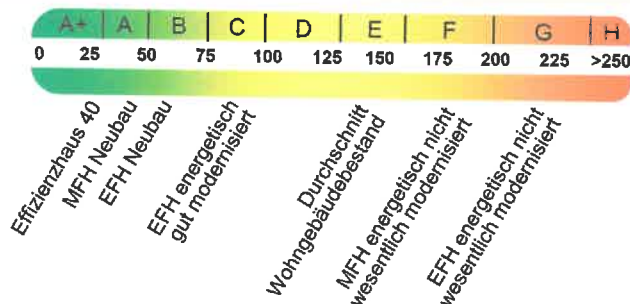 A+ A B C D E F G H
0 25 50 75 100 125 150 175 200 225 >250
Effizienzhaus 40
MFH Neubau
EFH Neubau
EFH energetisch
gut modernisiert
Durchschnitt
Wohngebäudebestand
MFH energetisch nicht
wesentlich modernisiert
EFH energetisch nicht
wesentlich modernisiert